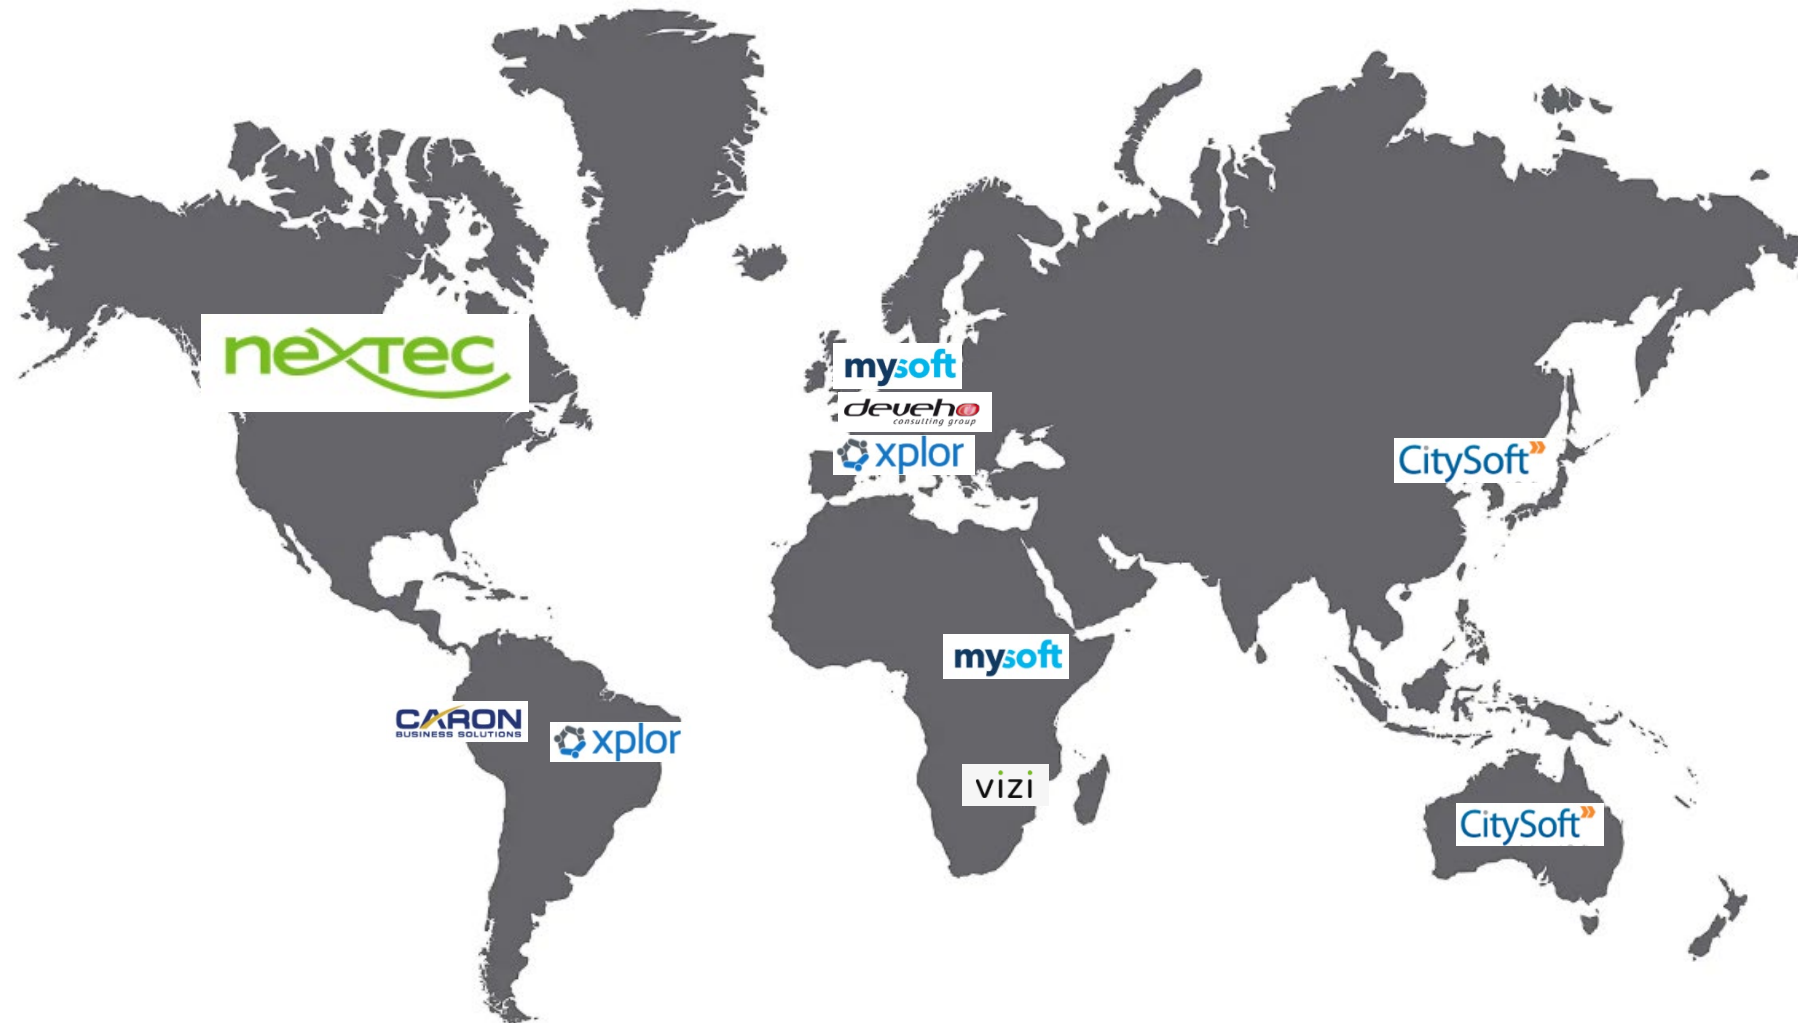 nexTec
mysoft
deveho
consulting group
xplor
CitySoft
mysoft
CARON
BUSINESS SOLUTIONS
xplor
vizi
CitySoft